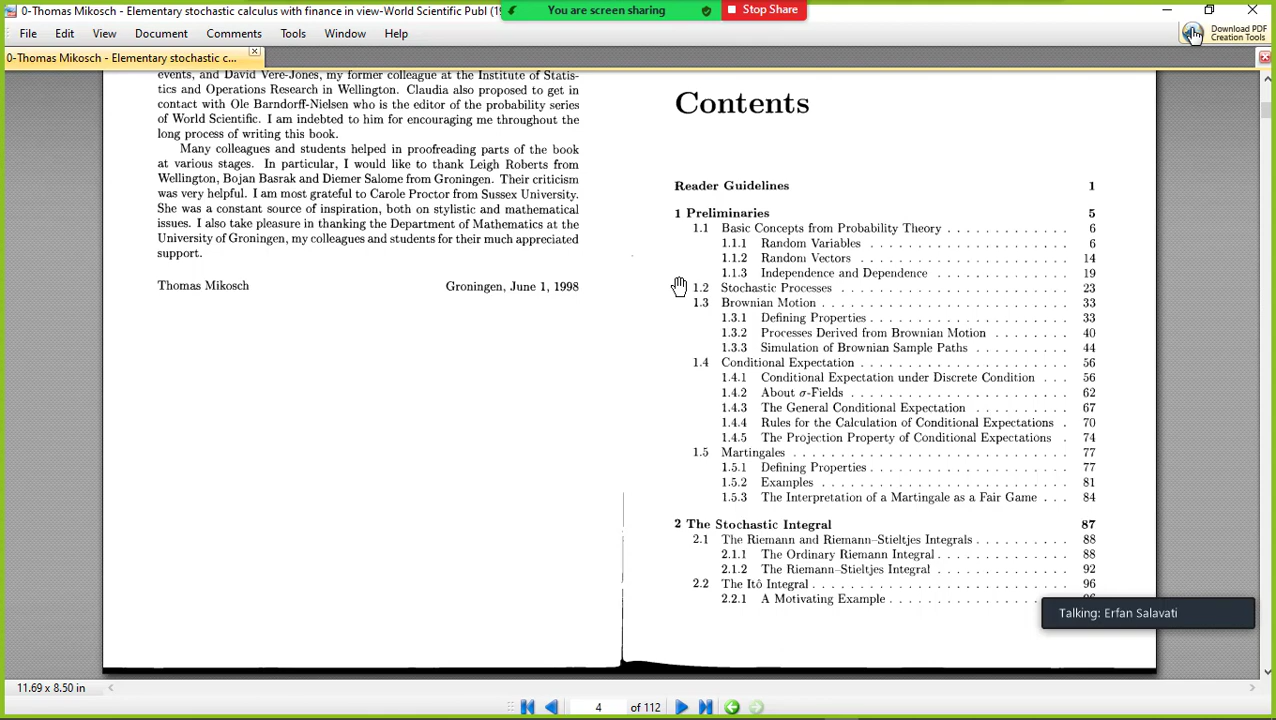 0-Thomas Mikosch - Elementary stochastic calculus with finance in view-World Scientific Publ (1
You are screen sharing
Stop Share
File Edit View Document Comments Tools Window Help
Download PDF
Creation Tools
0-Thomas Mikosch - Elementary stochastic c...
events, and David Vere-Jones, my former colleague at the Institute of Statis-
tics and Operations Research in Wellington. Claudia also proposed to get in
contact with Ole Barndorff-Nielsen who is the editor of the probability series
of World Scientific. I am indebted to him for encouraging me throughout the
long process of writing this book.
Many colleagues and students helped in proofreading parts of the book
at various stages. In particular, I would like to thank Leigh Roberts from
Wellington, Bojan Basrak and Diemer Salome from Groningen. Their criticism
was very helpful. I am most grateful to Carole Proctor from Sussex University.
She was a constant source of inspiration, both on stylistic and mathematical
issues. I also take pleasure in thanking the Department of Mathematics at the
University of Groningen, my colleagues and students for their much appreciated
support.
Thomas Mikosch Groningen, June 1, 1998
Contents
Reader Guidelines 1
1 Preliminaries 5
1.1 Basic Concepts from Probability Theory . . . . . . . . . . . 6
1.1.1 Random Variables . . . . . . . . . . . . . . . . . 6
1.1.2 Random Vectors . . . . . . . . . . . . . . . . . . 14
1.1.3 Independence and Dependence . . . . . . . . . . . 19
1.2 Stochastic Processes . . . . . . . . . . . . . . . . . . . . 23
1.3 Brownian Motion . . . . . . . . . . . . . . . . . . . . . 33
1.3.1 Defining Properties . . . . . . . . . . . . . . . . . 33
1.3.2 Processes Derived from Brownian Motion . . . . . . . 40
1.3.3 Simulation of Brownian Sample Paths . . . . . . . . 44
1.4 Conditional Expectation . . . . . . . . . . . . . . . . . . 56
1.4.1 Conditional Expectation under Discrete Condition . . . 56
1.4.2 About σ-Fields . . . . . . . . . . . . . . . . . . 62
1.4.3 The General Conditional Expectation . . . . . . . . 67
1.4.4 Rules for the Calculation of Conditional Expectations . 70
1.4.5 The Projection Property of Conditional Expectations . 74
1.5 Martingales . . . . . . . . . . . . . . . . . . . . . . . 77
1.5.1 Defining Properties . . . . . . . . . . . . . . . . . 77
1.5.2 Examples . . . . . . . . . . . . . . . . . . . . . 81
1.5.3 The Interpretation of a Martingale as a Fair Game . . . 84
2 The Stochastic Integral 87
2.1 The Riemann and Riemann–Stieltjes Integrals . . . . . . . . . 88
2.1.1 The Ordinary Riemann Integral . . . . . . . . . . . 88
2.1.2 The Riemann–Stieltjes Integral . . . . . . . . . . . 92
2.2 The Itô Integral . . . . . . . . . . . . . . . . . . . . . 96
2.2.1 A Motivating Example . . . . . . . . . . . .
Talking: Erfan Salavati
11.69 x 8.50 in
4 of 112